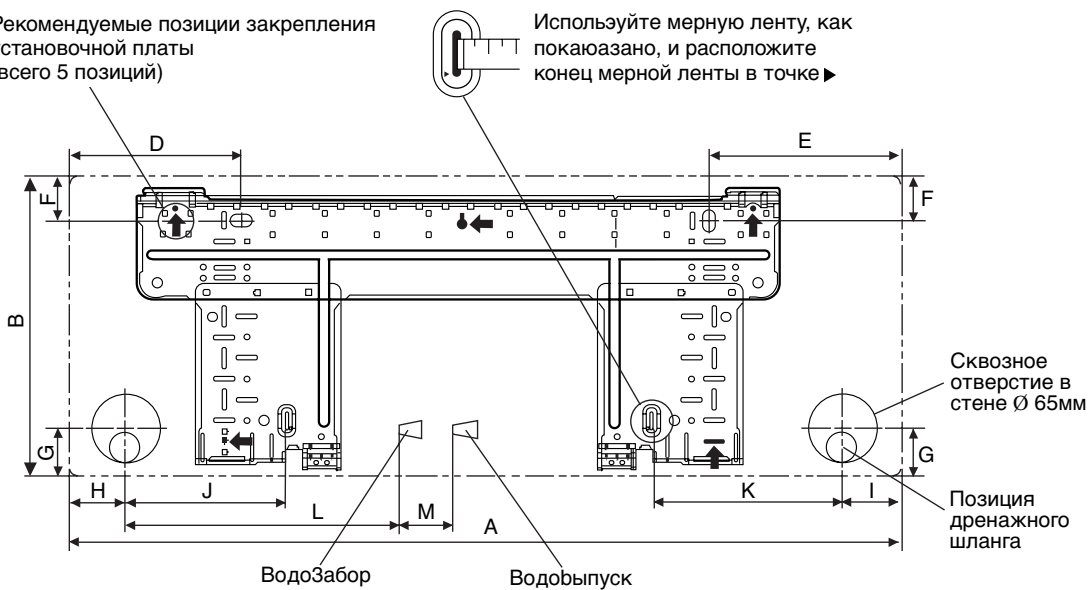 Рекомендуемые позиции закрепления
установочной платы
всего 5 позиций)
Испольэуйте мерную ленту, как
покаюазано, и расположите
конец мерной ленты в точке ▶
D
E
F
F
B
Сквозное
отверстие в
стене Ø 65мм
G
G
H
J
K
I
L
M
A
Позиция
дренажного
шланга
ВодоЗабор
Водоbыпуск